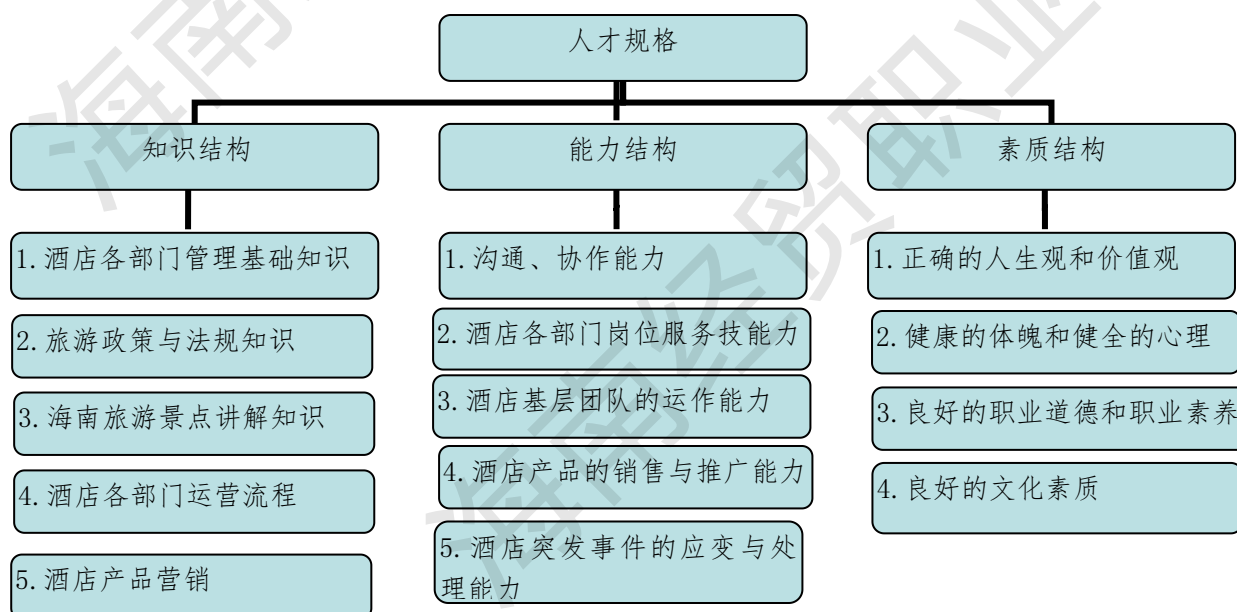 人才规格
知识结构
能力结构
素质结构
1.酒店各部门管理基础知识
2.旅游政策与法规知识
3.海南旅游景点讲解知识
4.酒店各部门运营流程
5.酒店产品营销
1.沟通、协作能力
2.酒店各部门岗位服务技能力
3.酒店基层团队的运作能力
4.酒店产品的销售与推广能力
5.酒店突发事件的应变与处
理能力
1.正确的人生观和价值观
2.健康的体魄和健全的心理
3.良好的职业道德和职业素养
4.良好的文化素质
海南经贸职业
海南